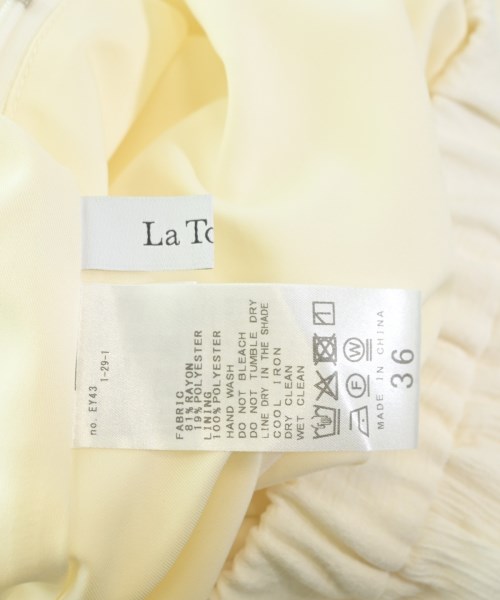 La To
FABRIC
81% RAYON
19% POLYESTER
LINING
100% POLYESTER
HAND WASH
DO NOT BLEACH
DO NOT TUMBLE DRY
LINE DRY IN THE SHADE
COOL IRON
DRY CLEAN
WET CLEAN
F W
MADE IN CHINA
36
no. EY43
1-29-1